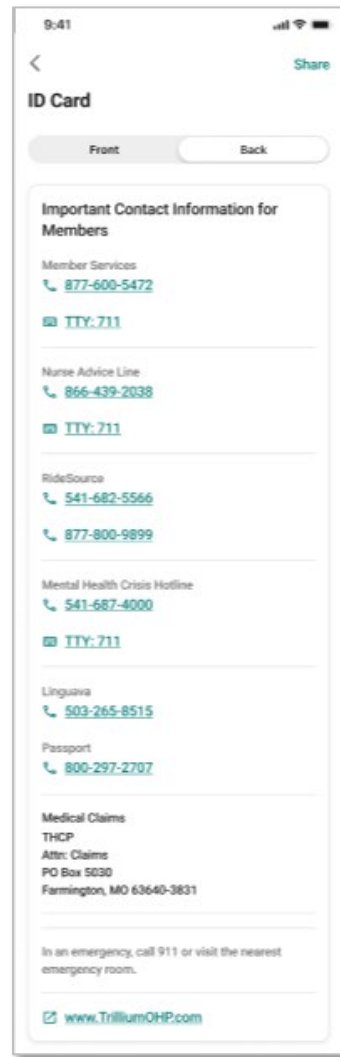 9:41
Share
ID Card
Front Back
Important Contact Information for
Members
Member Services
877-600-5472
TTY: 711
Nurse Advice Line
866-439-2038
TTY: 711
RideSource
541-682-5566
877-800-9899
Mental Health Crisis Hotline
541-687-4000
TTY: 711
Linguava
503-265-8515
Passport
800-297-2707
Medical Claims
THCP
Attn: Claims
PO Box 5030
Farmington, MO 63640-3831
In an emergency, call 911 or visit the nearest
emergency room.
www.TrilliumOHP.com